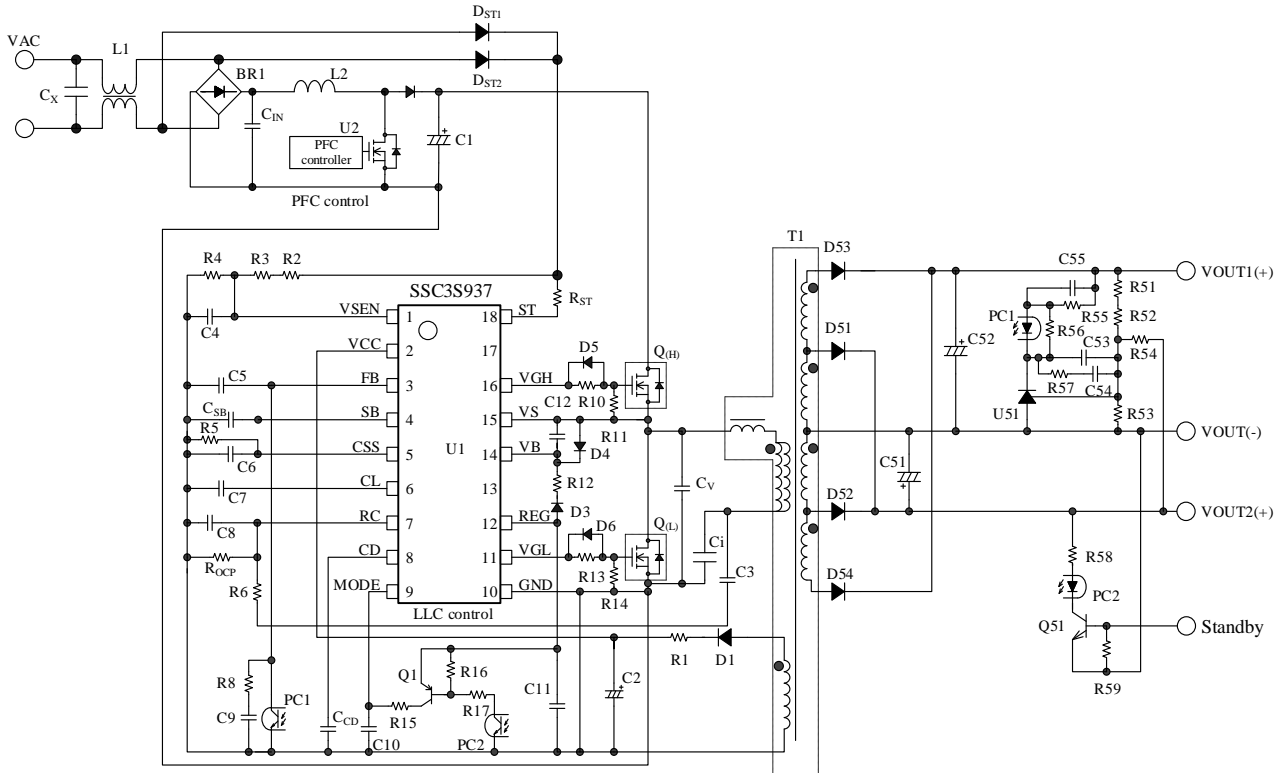 DST1
VAC
L1
DST2
BR1
L2
CX
CIN
U2
PFC
controller
C1
PFC control
T1
R4
R3
R2
D53
C55
VOUT1(+)
SSC3S937
RST
R51
VSEN
1
18
ST
PC1
R55
R52
C4
R56
VCC
2
17
D5
Q(H)
D51
C52
C53
R54
C5
FB
3
16
VGH
R57
C54
CSB
SB
4
15
VS
C12
R10
R11
U51
R53
R5
VOUT(-)
C6
CSS
5
U1
14
VB
D4
C7
CL
6
13
R12
CV
C51
C8
RC
7
12
REG
D3
Q(L)
D52
VOUT2(+)
D6
ROCP
CD
8
11
VGL
Ci
R58
R6
MODE
9
10
GND
R13
R14
C3
D54
PC2
LLC control
Q51
Standby
R1
D1
R59
Q1
R16
R8
C2
C11
C9
PC1
CCD
R15
R17
C10
PC2